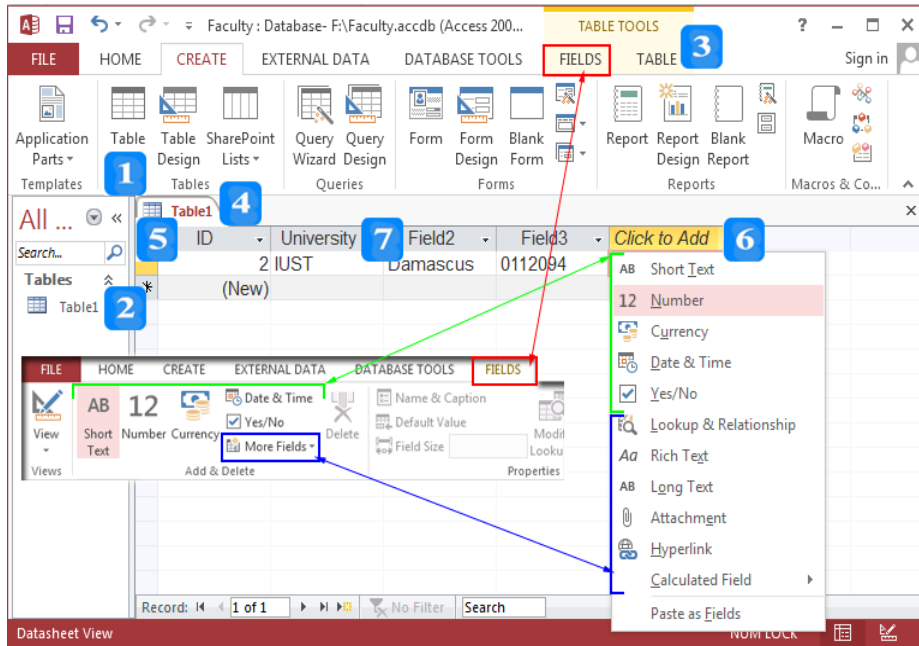 Faculty : Database- F:\Faculty.accdb (Access 200... TABLE TOOLS ?
3
FILE HOME CREATE EXTERNAL DATA DATABASE TOOLS FIELDS TABLE Sign in
Application Parts Table Table Design SharePoint Lists Query Wizard Query Design Form Form Design Blank Form Report Report Design Blank Report Macro
1
Templates Tables Queries Forms Reports Macros & Co...
All ... «
4
Table1
5 ID University 7 Field2 Field3 Click to Add 6
Search...
2 IUST Damascus 0112094
Tables
(New)
Table1
2
AB Short Text
12 Number
Currency
Date & Time
Yes/No
Lookup & Relationship
Aa Rich Text
AB Long Text
Attachment
Hyperlink
Calculated Field
Paste as Fields
FILE HOME CREATE EXTERNAL DATA DATABASE TOOLS FIELDS
View AB Short Text 12 Number Currency Date & Time
Yes/No
More Fields
Delete
Name & Caption
Default Value
Field Size
Modif
Looku
Views Add & Delete Properties
Record: 1 of 1 No Filter Search
Datasheet View NUM LOCK